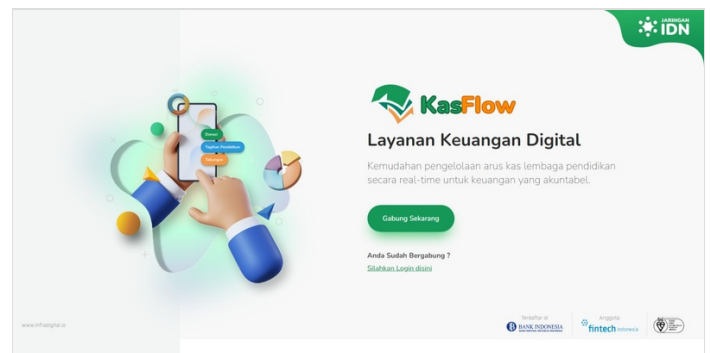 JARINGAN
IDN
KasFlow
Layanan Keuangan Digital
Kemudahan pengelolaan arus kas lembaga pendidikan
secara real-time untuk keuangan yang akuntabel.
Donasi
Tagihan Pendidikan
Tabungan
Gabung Sekarang
Anda Sudah Bergabung ?
Silahkan Login disini
www.infradigital.io
Terdaftar di
BANK INDONESIA
Anggota
fintech indonesia